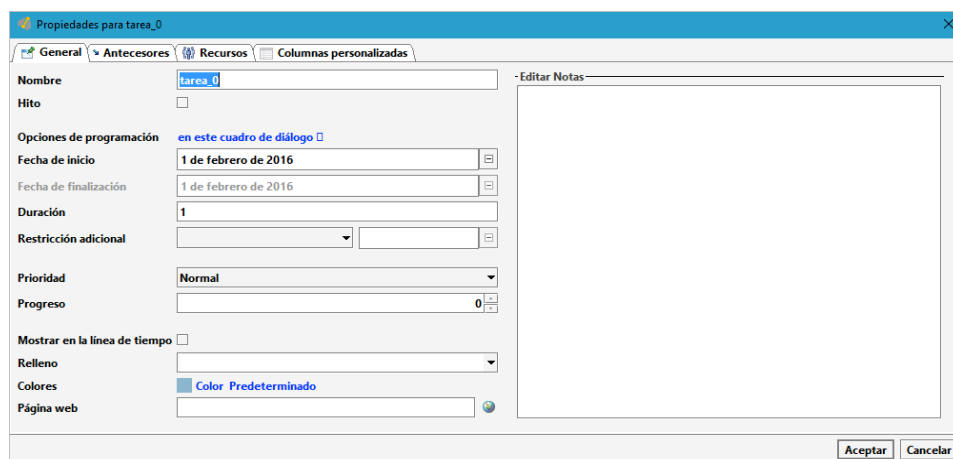 Propiedades para tarea_0
General Antecesores Recursos Columnas personalizadas
Nombre tarea_0
Hito
Opciones de programación en este cuadro de diálogo
Fecha de inicio 1 de febrero de 2016
Fecha de finalización 1 de febrero de 2016
Duración 1
Restricción adicional
Prioridad Normal
Progreso 0
Mostrar en la línea de tiempo
Relleno
Colores Color Predeterminado
Página web
Editar Notas
Aceptar Cancelar